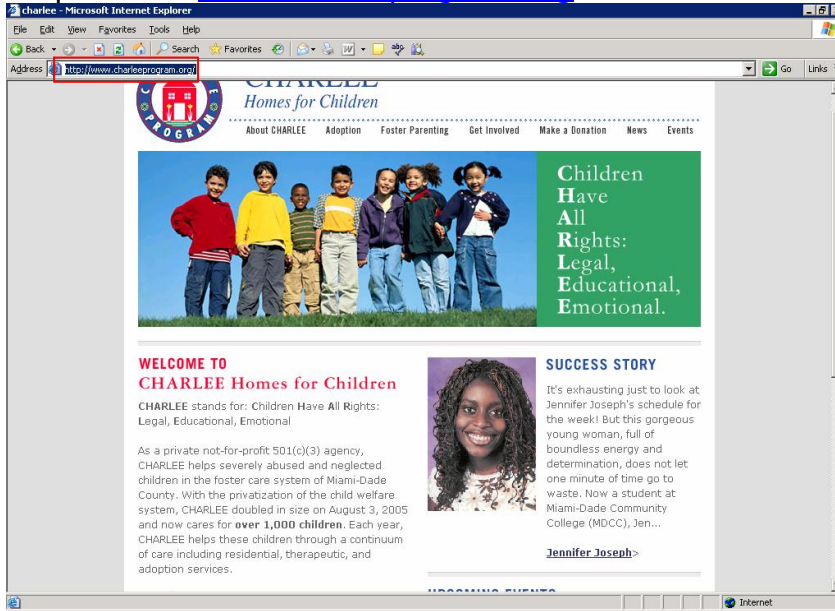 charlee - Microsoft Internet Explorer
File Edit View Favorites Tools Help
Back Search Favorites
Address http://www.charleeprogram.org/ Go Links
CHARLEE
Homes for Children
PROGRAM
About CHARLEE Adoption Foster Parenting Get Involved Make a Donation News Events
Children
Have
All
Rights:
Legal,
Educational,
Emotional.
WELCOME TO
CHARLEE Homes for Children
CHARLEE stands for: Children Have All Rights:
Legal, Educational, Emotional
As a private not-for-profit 501(c)(3) agency,
CHARLEE helps severely abused and neglected
children in the foster care system of Miami-Dade
County. With the privatization of the child welfare
system, CHARLEE doubled in size on August 3, 2005
and now cares for over 1,000 children. Each year,
CHARLEE helps these children through a continuum
of care including residential, therapeutic, and
adoption services.
SUCCESS STORY
It's exhausting just to look at
Jennifer Joseph's schedule for
the week! But this gorgeous
young woman, full of
boundless energy and
determination, does not let
one minute of time go to
waste. Now a student at
Miami-Dade Community
College (MDCC), Jen...
Jennifer Joseph>
UPCOMING EVENTS
Internet